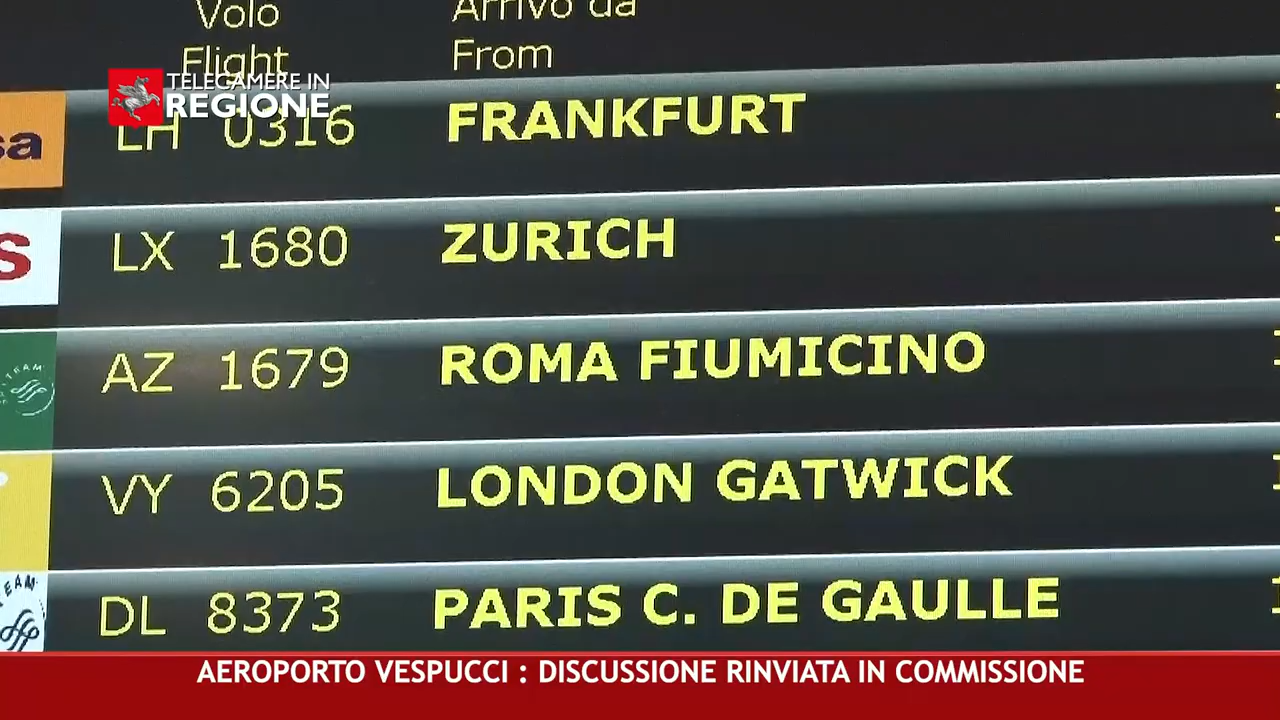 Volo Arrivo da
Flight From
TELECAMERE IN
REGIONE
sa LH 0316 FRANKFURT
S LX 1680 ZURICH
AZ 1679 ROMA FIUMICINO
VY 6205 LONDON GATWICK
DL 8373 PARIS C. DE GAULLE
AEROPORTO VESPUCCI : DISCUSSIONE RINVIATA IN COMMISSIONE